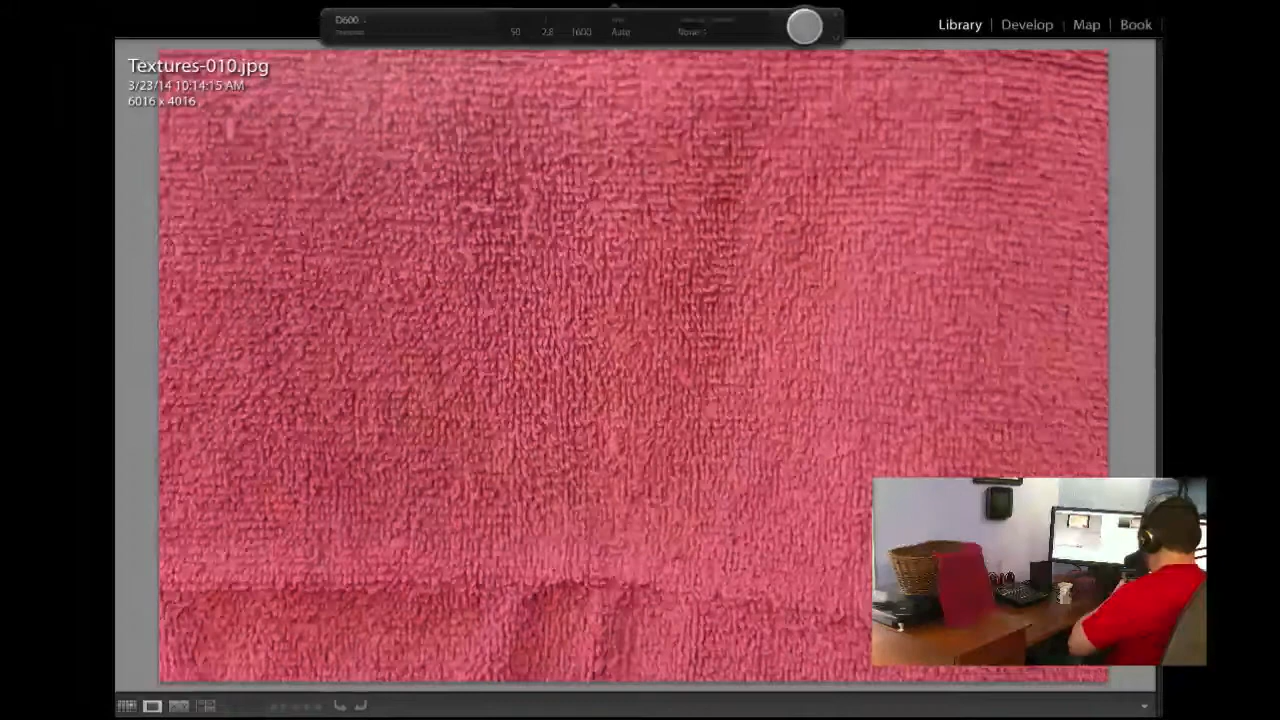 D600
50 2.8 1600 Auto None
Library | Develop | Map | Book
Textures-010.jpg
3/23/14 10:14:15 AM
6016 x 4016